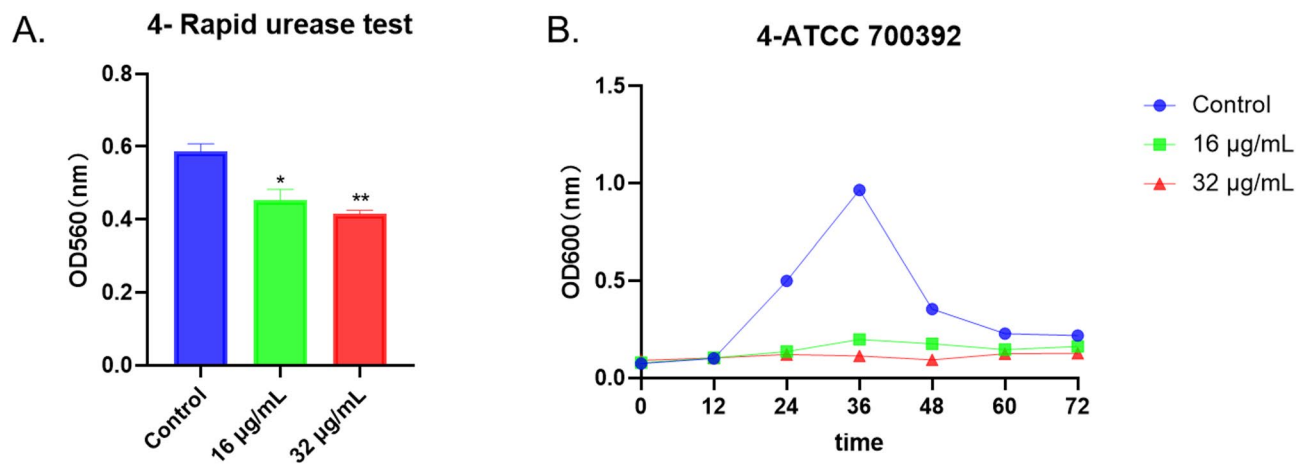 A.
4- Rapid urease test
OD560(nm)
0.8
0.6
0.4
0.2
0.0
*
**
Control
16 µg/mL
32 µg/mL
B.
4-ATCC 700392
OD600(nm)
1.5
1.0
0.5
0.0
0 12 24 36 48 60 72
time
Control
16 µg/mL
32 µg/mL